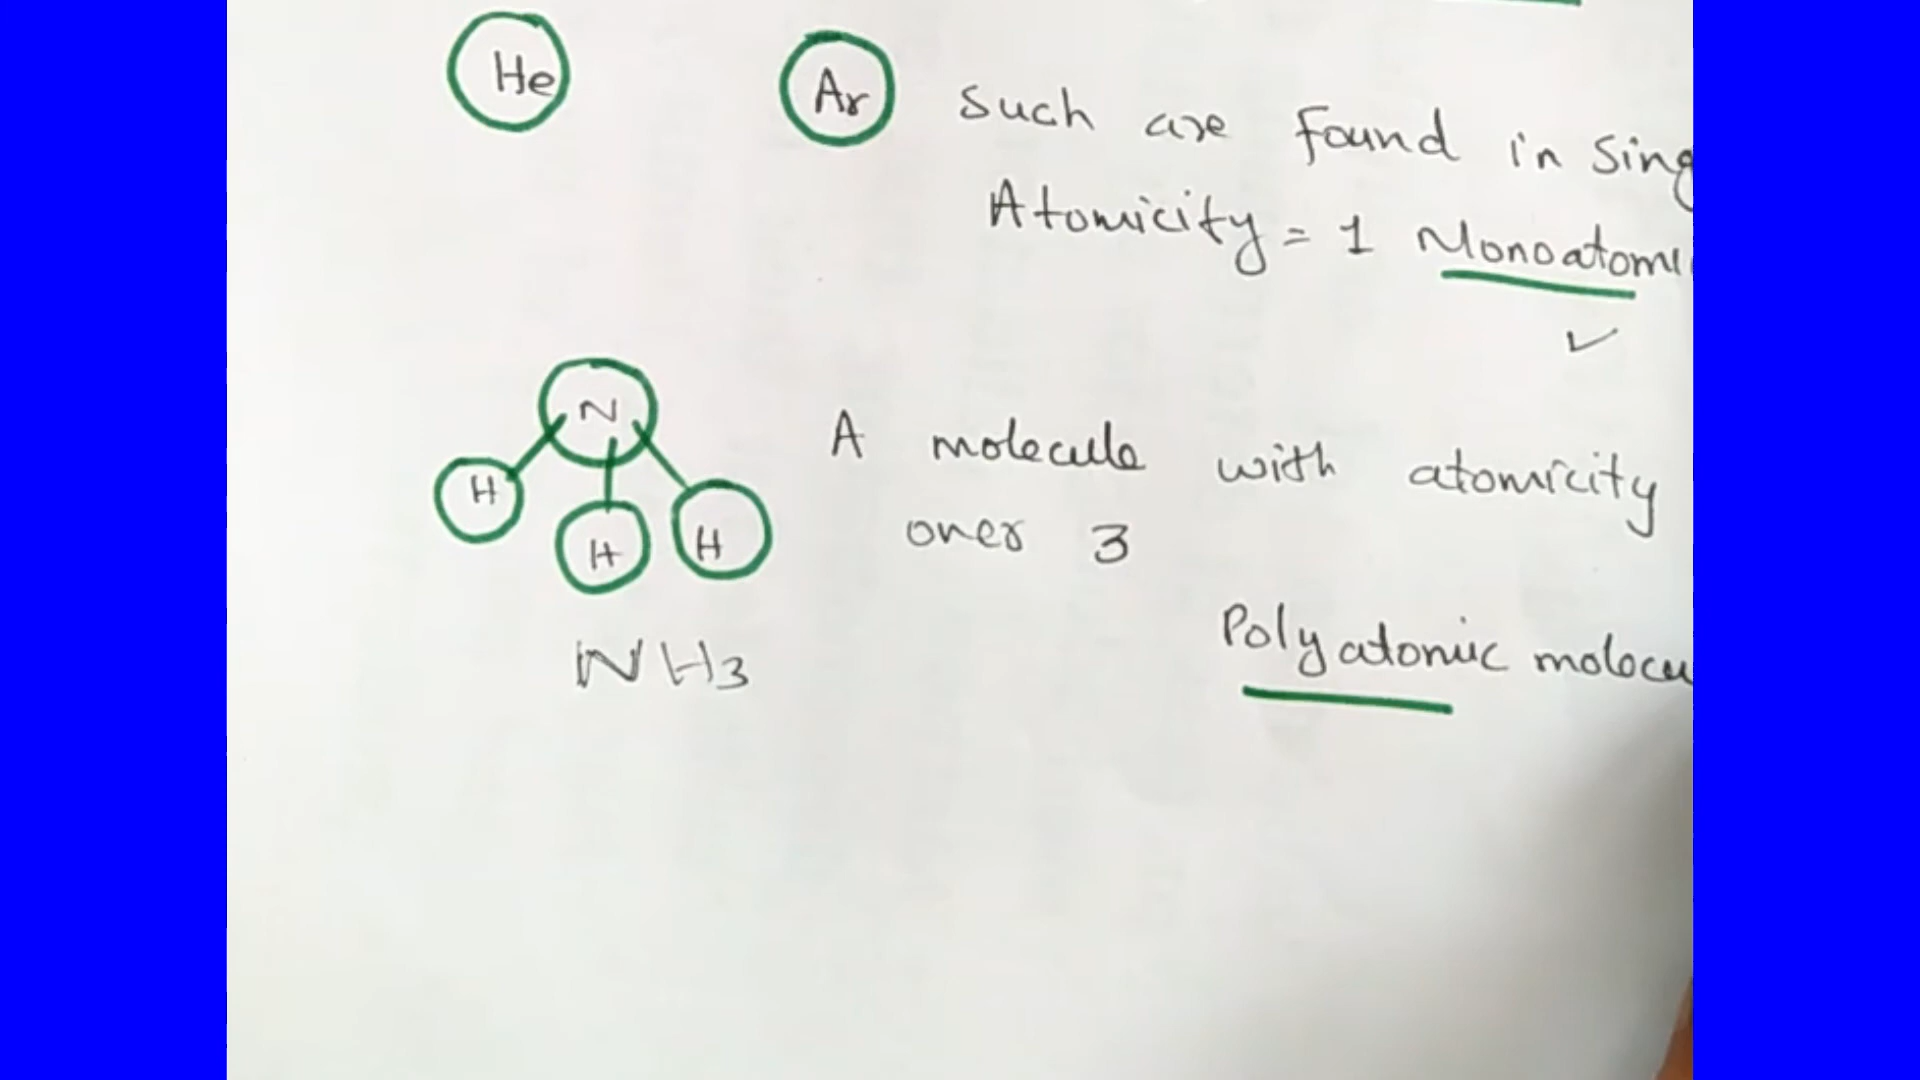 He Ar Such are found in Sing
Atomicity = 1 Monoatomi
N
H H H
A molecule with atomicity
over 3
NH3
Polyatomic molecu